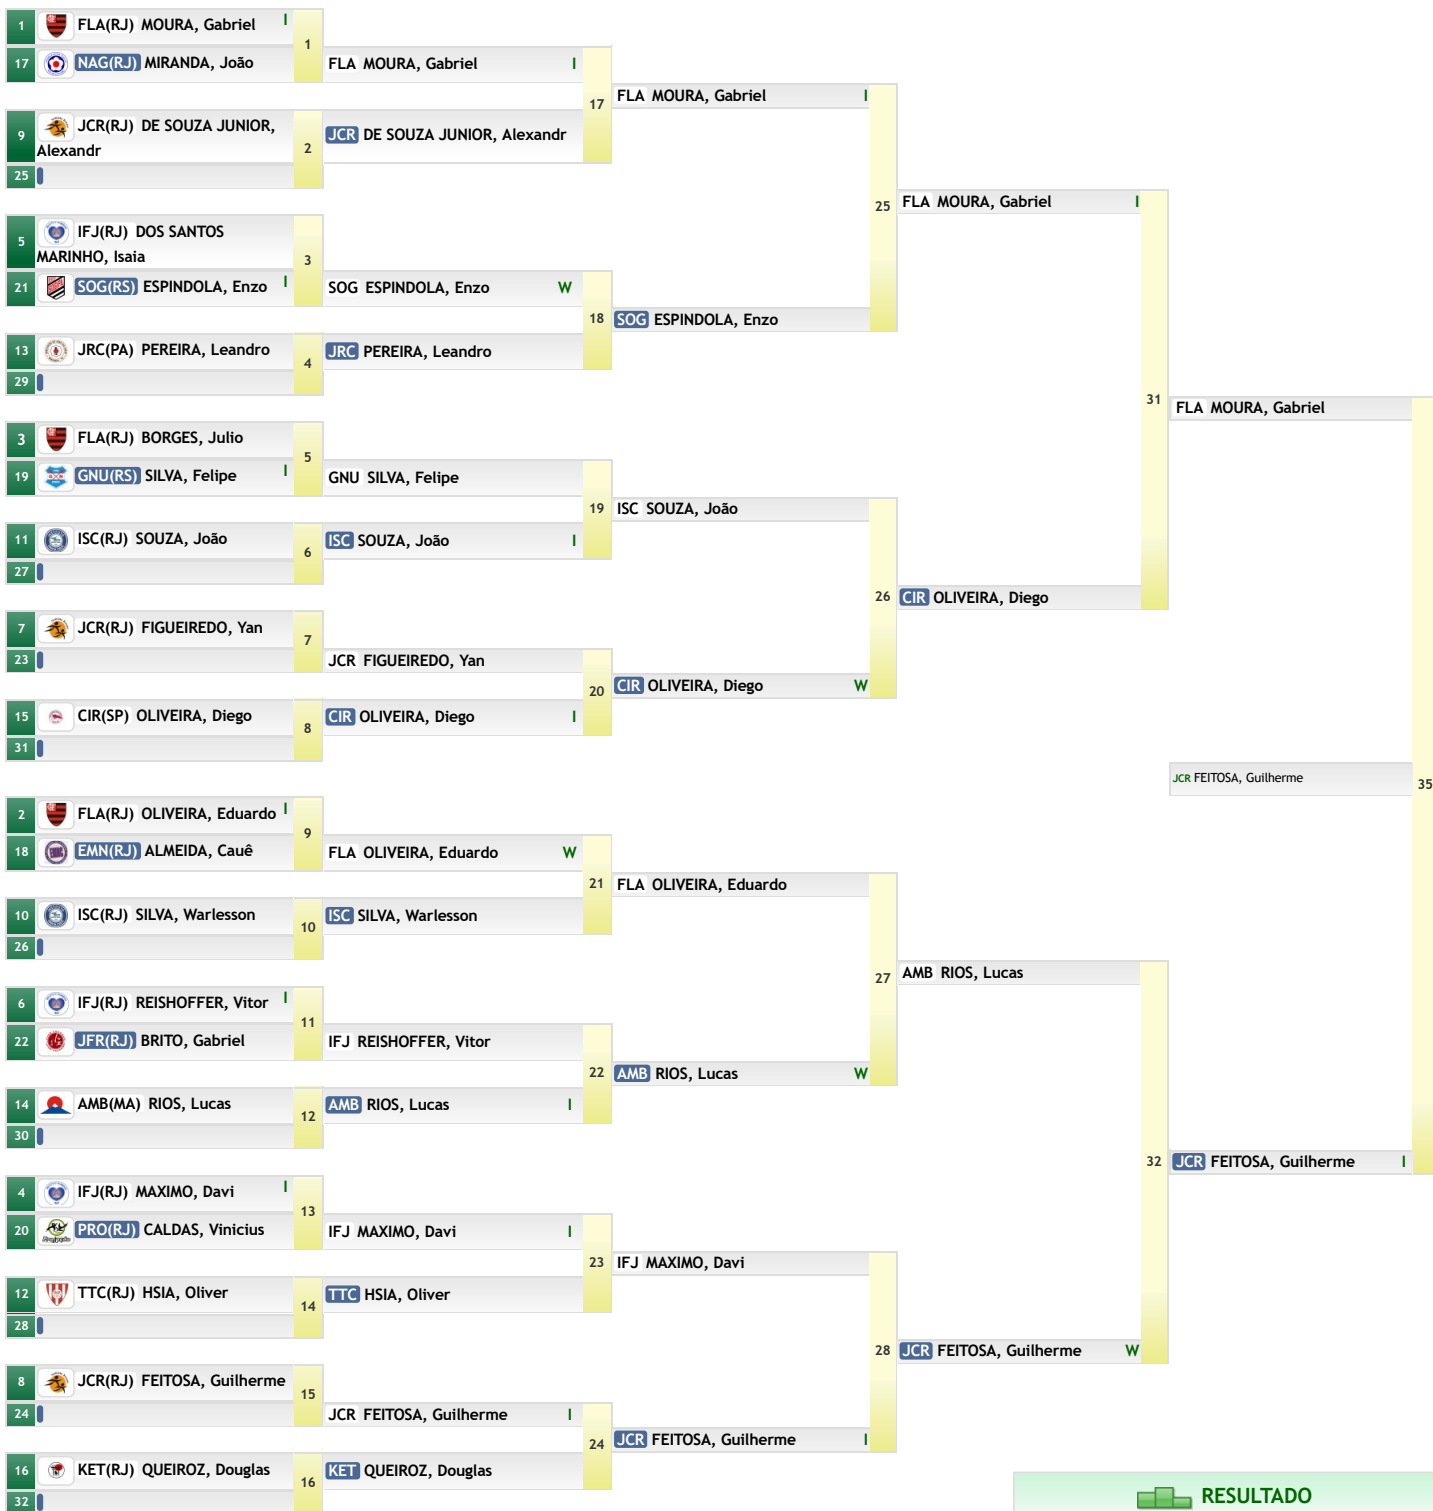 1 FLA(RJ) MOURA, Gabriel I
1
17 NAG(RJ) MIRANDA, João
FLA MOURA, Gabriel I
17
FLA MOURA, Gabriel I
9 JCR(RJ) DE SOUZA JUNIOR,
Alexandr
2
JCR DE SOUZA JUNIOR, Alexandr
25
25
FLA MOURA, Gabriel I
5 IFJ(RJ) DOS SANTOS
MARINHO, Isaia
3
21 SOG(RS) ESPINDOLA, Enzo I
SOG ESPINDOLA, Enzo W
18
SOG ESPINDOLA, Enzo
13 JRC(PA) PEREIRA, Leandro
4
JRC PEREIRA, Leandro
29
31
FLA MOURA, Gabriel
3 FLA(RJ) BORGES, Julio
5
19 GNU(RS) SILVA, Felipe I
GNU SILVA, Felipe
19
ISC SOUZA, João
11 ISC(RJ) SOUZA, João
6
ISC SOUZA, João I
27
26
CIR OLIVEIRA, Diego
7 JCR(RJ) FIGUEIREDO, Yan
7
23
JCR FIGUEIREDO, Yan
20
CIR OLIVEIRA, Diego W
15 CIR(SP) OLIVEIRA, Diego
8
CIR OLIVEIRA, Diego I
31
JCR FEITOSA, Guilherme
35
2 FLA(RJ) OLIVEIRA, Eduardo I
9
18 EMN(RJ) ALMEIDA, Cauê
FLA OLIVEIRA, Eduardo W
21
FLA OLIVEIRA, Eduardo
10 ISC(RJ) SILVA, Warlesson
10
ISC SILVA, Warlesson
26
27
AMB RIOS, Lucas
6 IFJ(RJ) REISHOFFER, Vitor I
11
22 JFR(RJ) BRITO, Gabriel
IFJ REISHOFFER, Vitor
22
AMB RIOS, Lucas W
14 AMB(MA) RIOS, Lucas
12
AMB RIOS, Lucas I
30
32
JCR FEITOSA, Guilherme I
4 IFJ(RJ) MAXIMO, Davi I
13
20 PRO(RJ) CALDAS, Vinicius
IFJ MAXIMO, Davi I
23
IFJ MAXIMO, Davi
12 TTC(RJ) HSIA, Oliver
14
TTC HSIA, Oliver
28
28
JCR FEITOSA, Guilherme W
8 JCR(RJ) FEITOSA, Guilherme
15
24
JCR FEITOSA, Guilherme I
24
JCR FEITOSA, Guilherme I
16 KET(RJ) QUEIROZ, Douglas
16
KET QUEIROZ, Douglas
32
RESULTADO